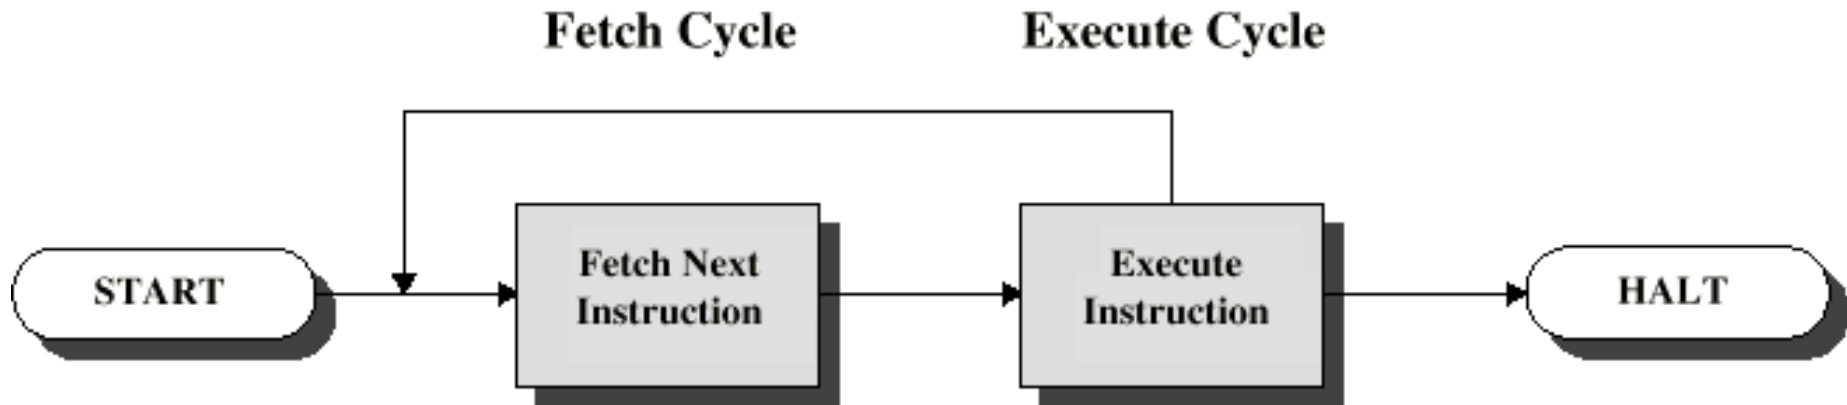 Fetch Cycle
Execute Cycle
START
Fetch Next
Instruction
Execute
Instruction
HALT